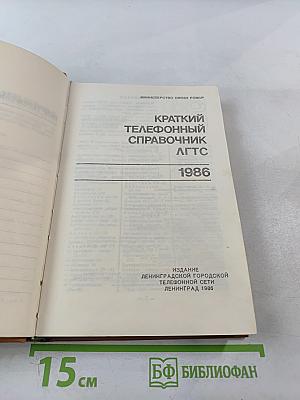 МИНИСТЕРСТВО СВЯЗИ РСФСР
КРАТКИЙ
ТЕЛЕФОННЫЙ
СПРАВОЧНИК
ЛГТС
1986
ИЗДАНИЕ
ЛЕНИНГРАДСКОЙ ГОРОДСКОЙ
ТЕЛЕФОННОЙ СЕТИ
ЛЕНИНГРАД 1986
15 см
БФ БИБЛИОФАН